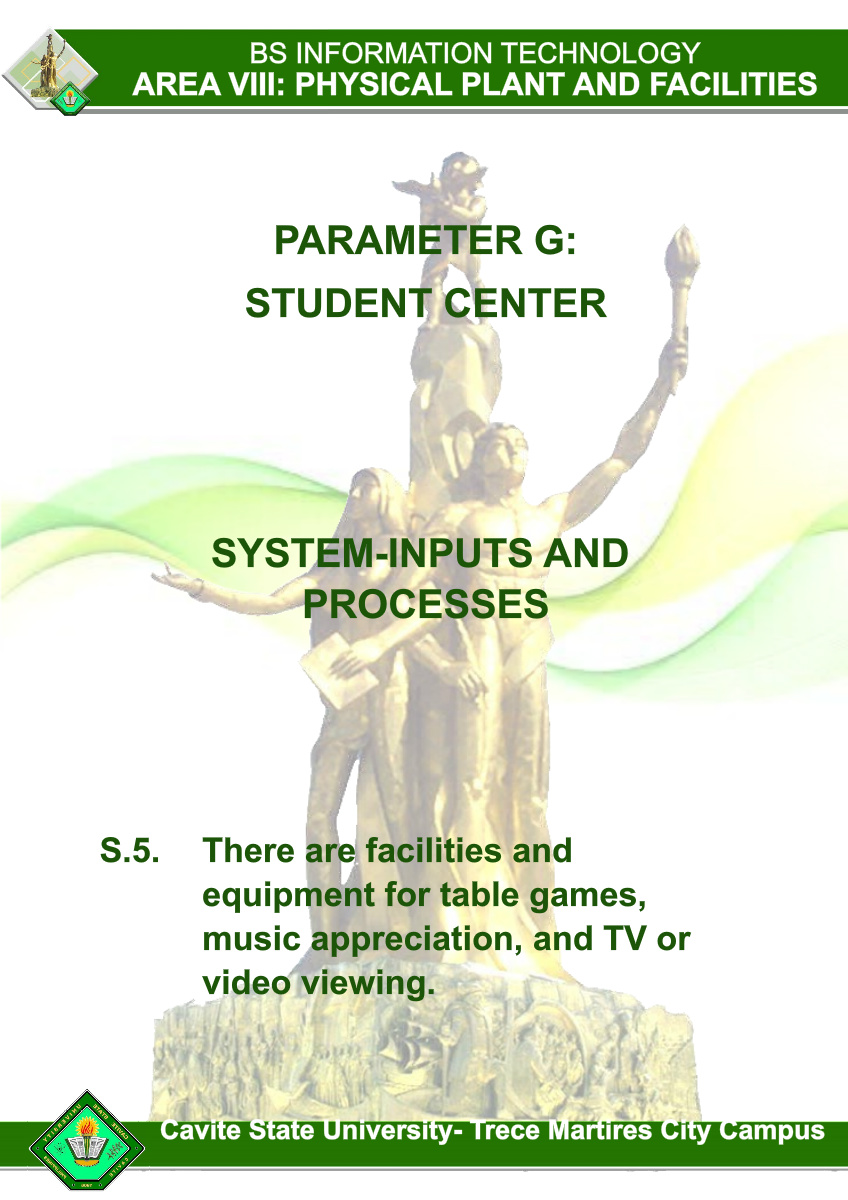 BS INFORMATION TECHNOLOGY
AREA VIII: PHYSICAL PLANT AND FACILITIES
PARAMETER G:
STUDENT CENTER
SYSTEM-INPUTS AND
PROCESSES
S.5. There are facilities and
equipment for table games,
music appreciation, and TV or
video viewing.
Cavite State University- Trece Martires City Campus